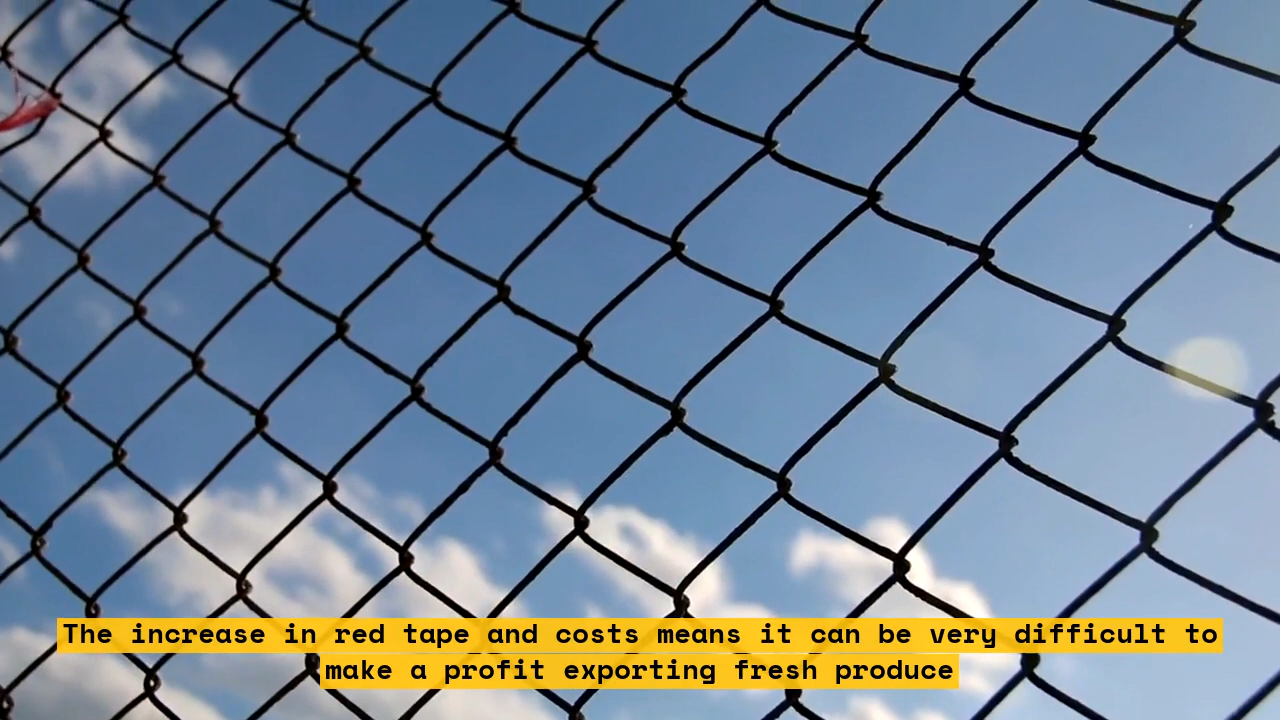 The increase in red tape and costs means it can be very difficult to
make a profit exporting fresh produce